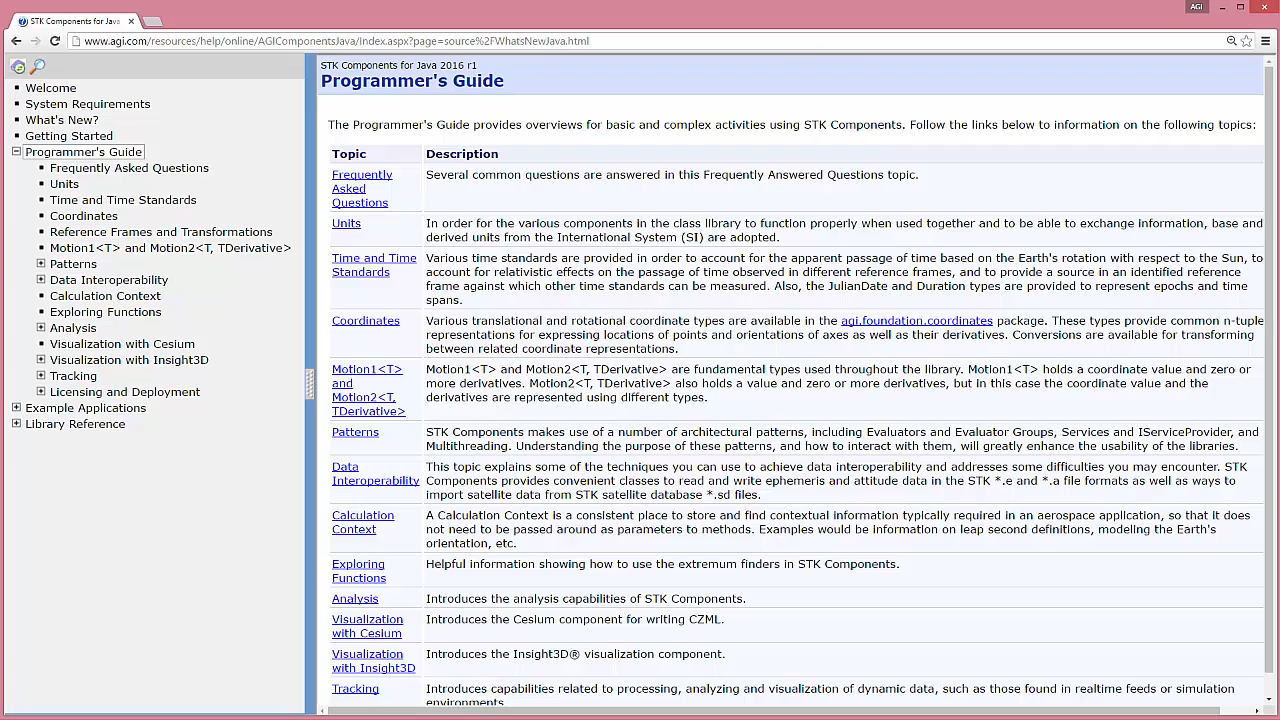 AGI
STK Components for Java
www.agi.com/resources/help/online/AGIComponentsJava/Index.aspx?page=source%2FWhatsNewJava.html
Welcome
System Requirements
What's New?
Getting Started
Programmer's Guide
Frequently Asked Questions
Units
Time and Time Standards
Coordinates
Reference Frames and Transformations
Motion1<T> and Motion2<T, TDerivative>
Patterns
Data Interoperability
Calculation Context
Exploring Functions
Analysis
Visualization with Cesium
Visualization with Insight3D
Tracking
Licensing and Deployment
Example Applications
Library Reference
STK Components for Java 2016 r1
Programmer's Guide
The Programmer's Guide provides overviews for basic and complex activities using STK Components. Follow the links below to information on the following topics:
Topic Description
Frequently Several common questions are answered in this Frequently Answered Questions topic.
Asked
Questions
Units In order for the various components in the class library to function properly when used together and to be able to exchange information, base and
derived units from the International System (SI) are adopted.
Time and Time Various time standards are provided in order to account for the apparent passage of time based on the Earth's rotation with respect to the Sun, to
Standards account for relativistic effects on the passage of time observed in different reference frames, and to provide a source in an identified reference
frame against which other time standards can be measured. Also, the JulianDate and Duration types are provided to represent epochs and time
spans.
Coordinates Various translational and rotational coordinate types are available in the agi.foundation.coordinates package. These types provide common n-tuple
representations for expressing locations of points and orientations of axes as well as their derivatives. Conversions are available for transforming
between related coordinate representations.
Motion1<T> Motion1<T> and Motion2<T, TDerivative> are fundamental types used throughout the library. Motion1<T> holds a coordinate value and zero or
and more derivatives. Motion2<T, TDerivative> also holds a value and zero or more derivatives, but in this case the coordinate value and the
Motion2<T, derivatives are represented using different types.
TDerivative>
Patterns STK Components makes use of a number of architectural patterns, including Evaluators and Evaluator Groups, Services and IServiceProvider, and
Multithreading. Understanding the purpose of these patterns, and how to interact with them, will greatly enhance the usability of the libraries.
Data This topic explains some of the techniques you can use to achieve data interoperability and addresses some difficulties you may encounter. STK
Interoperability Components provides convenient classes to read and write ephemeris and attitude data in the STK *.e and *.a file formats as well as ways to
import satellite data from STK satellite database *.sd files.
Calculation A Calculation Context is a consistent place to store and find contextual information typically required in an aerospace application, so that it does
Context not need to be passed around as parameters to methods. Examples would be information on leap second definitions, modeling the Earth's
orientation, etc.
Exploring Helpful information showing how to use the extremum finders in STK Components.
Functions
Analysis Introduces the analysis capabilities of STK Components.
Visualization Introduces the Cesium component for writing CZML.
with Cesium
Visualization Introduces the Insight3D® visualization component.
with Insight3D
Tracking Introduces capabilities related to processing, analyzing and visualization of dynamic data, such as those found in realtime feeds or simulation
environments.